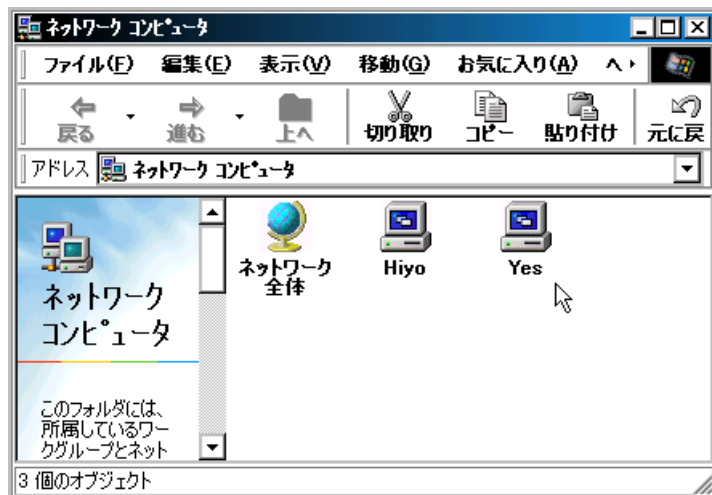 ネットワーク コンピュータ
ファイル(F) 編集(E) 表示(V) 移動(G) お気に入り(A) ヘ
戻る 進む 上へ 切り取り コピー 貼り付け 元に戻
アドレス ネットワーク コンピュータ
ネットワーク
コンピュータ
このフォルダには、
所属しているワー
クグループとネット
ネットワーク
全体
Hiyo
Yes
3 個のオブジェクト